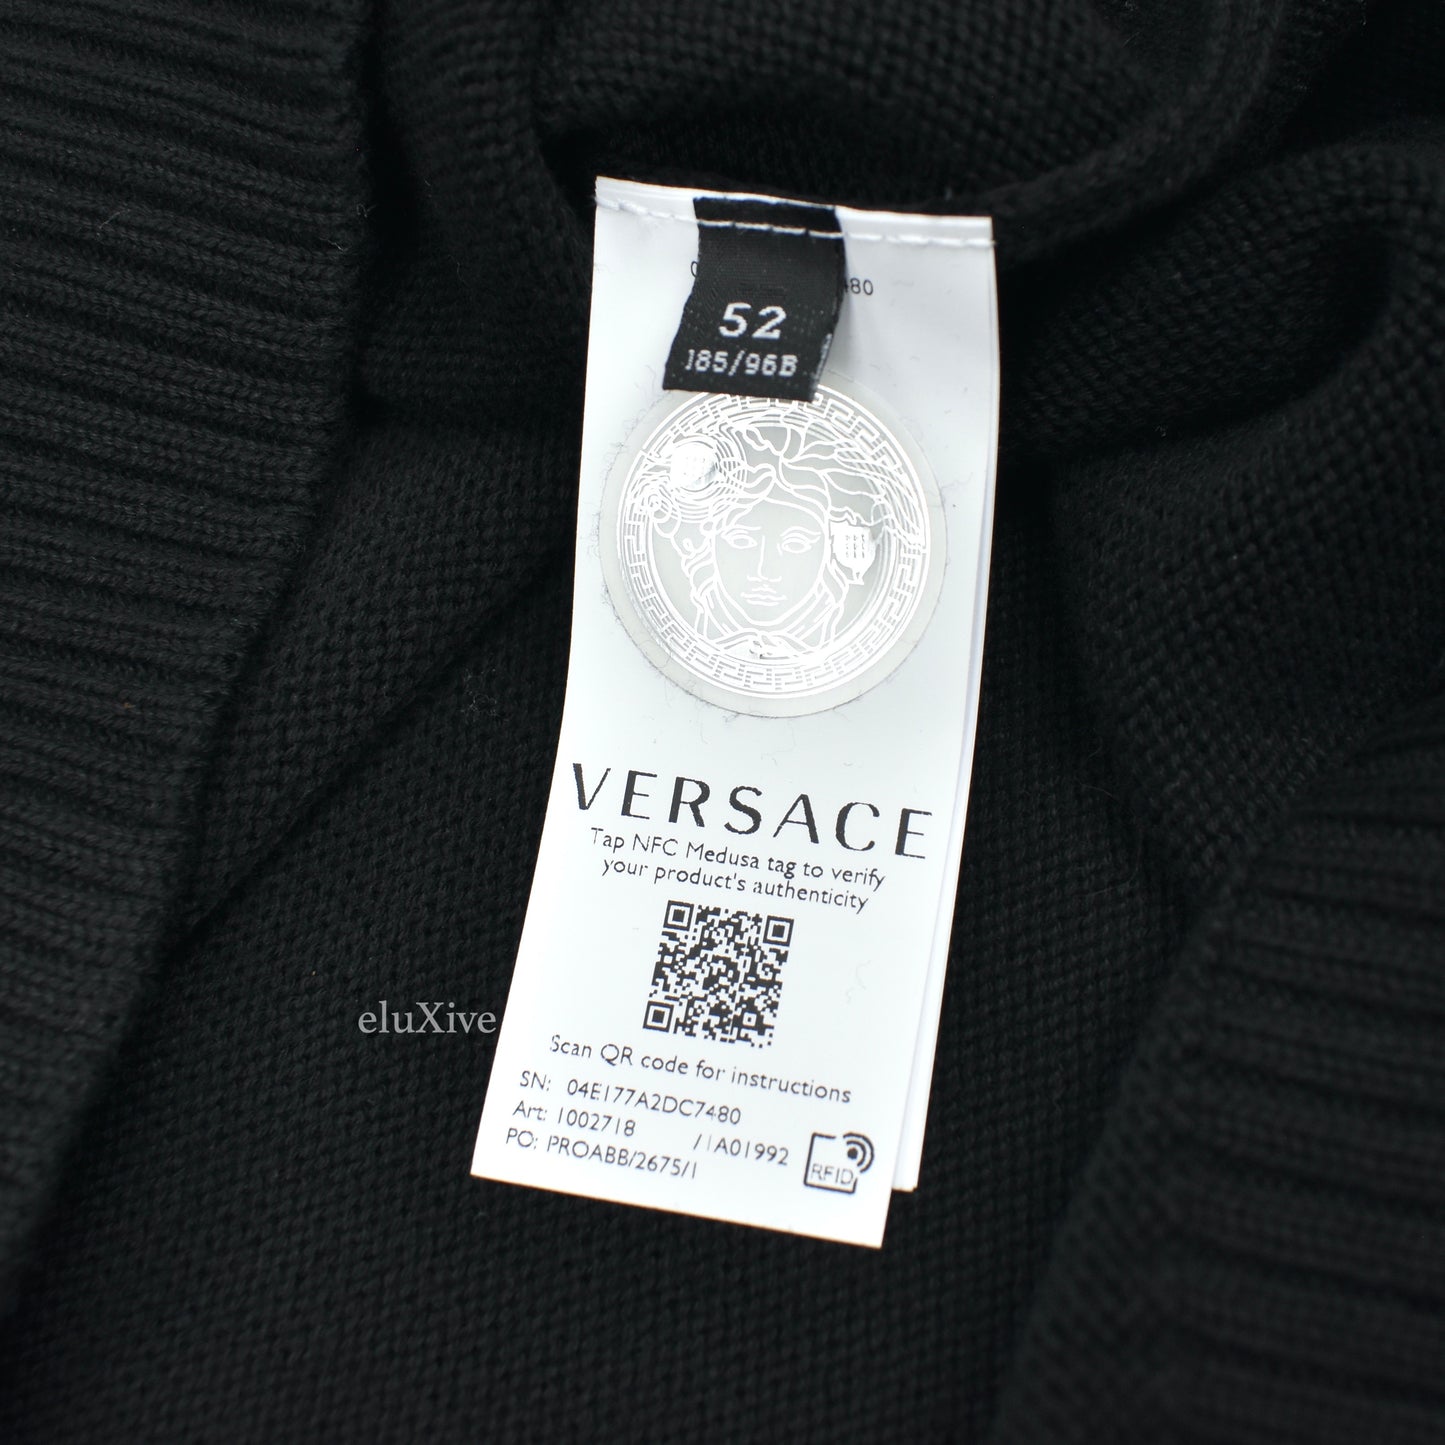 480
52
185/96B
VERSACE
Tap NFC Medusa tag to verify
your product's authenticity
eluXive
Scan QR code for instructions
SN: 04E177A2DC7480
Art: 1002718 /1A01992
PO: PROABB/2675/1
RFID